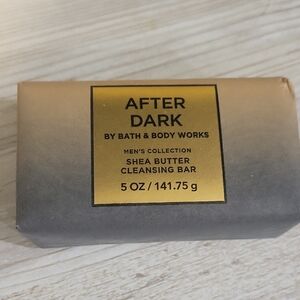 AFTER
DARK
BY BATH & BODY WORKS
MEN'S COLLECTION
SHEA BUTTER
CLEANSING BAR
5 OZ / 141.75 g